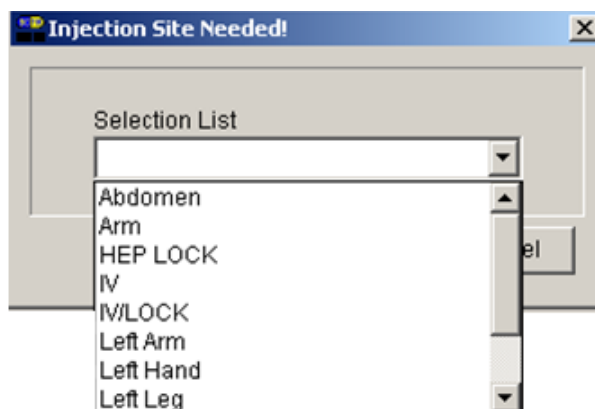 Injection Site Needed!
Selection List
Abdomen
Arm
HEP LOCK
IV
IV/LOCK
Left Arm
Left Hand
Left Leg